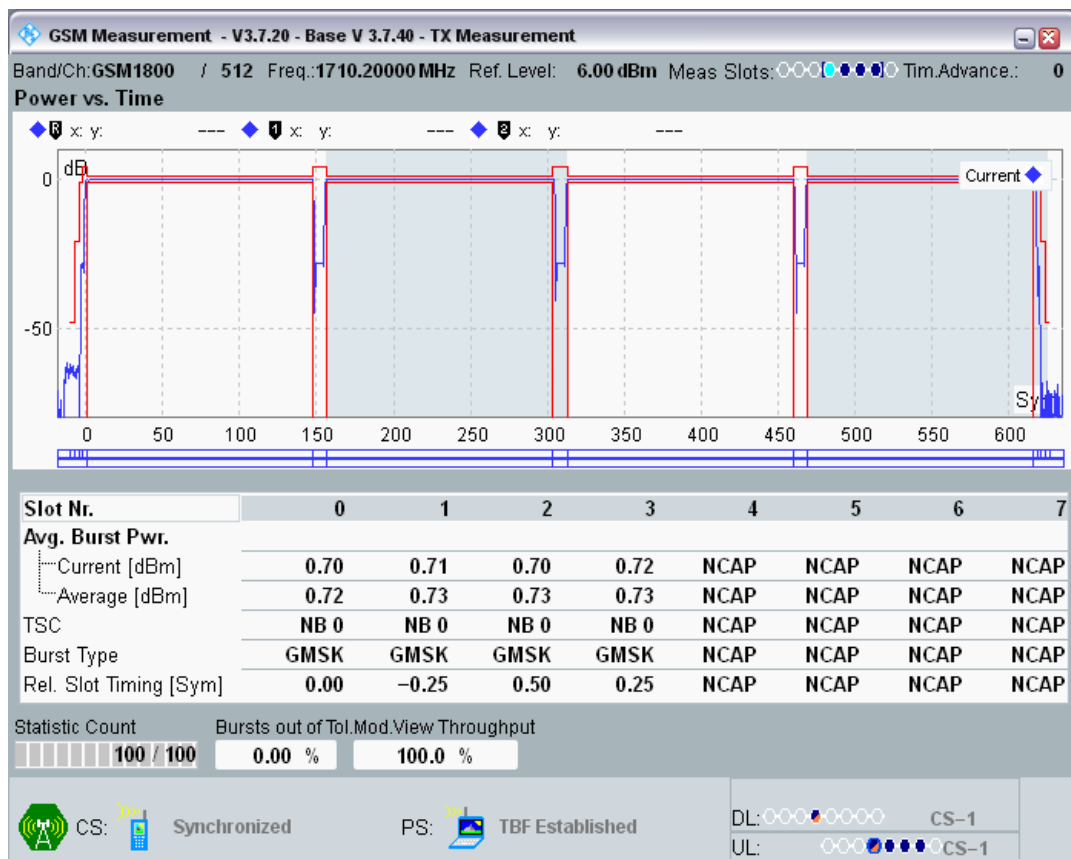 GSM Measurement - V3.7.20 - Base V 3.7.40 - TX Measurement
Band/Ch:GSM1800 / 512 Freq.:1710.20000 MHz Ref. Level: 6.00 dBm Meas Slots: Tim.Advance.: 0
Power vs. Time
R x: y: --- 1 x: y: --- 2 x: y: ---
dB
0
Current
-50
Sy
0 50 100 150 200 250 300 350 400 450 500 550 600
Slot Nr. 0 1 2 3 4 5 6 7
Avg. Burst Pwr.
Current [dBm] 0.70 0.71 0.70 0.72 NCAP NCAP NCAP NCAP
Average [dBm] 0.72 0.73 0.73 0.73 NCAP NCAP NCAP NCAP
TSC NB 0 NB 0 NB 0 NB 0 NCAP NCAP NCAP NCAP
Burst Type GMSK GMSK GMSK GMSK NCAP NCAP NCAP NCAP
Rel. Slot Timing [Sym] 0.00 −0.25 0.50 0.25 NCAP NCAP NCAP NCAP
Statistic Count Bursts out of Tol.Mod.View Throughput
100 / 100 0.00 % 100.0 %
CS: Synchronized PS: TBF Established
DL: CS−1
UL: CS−1